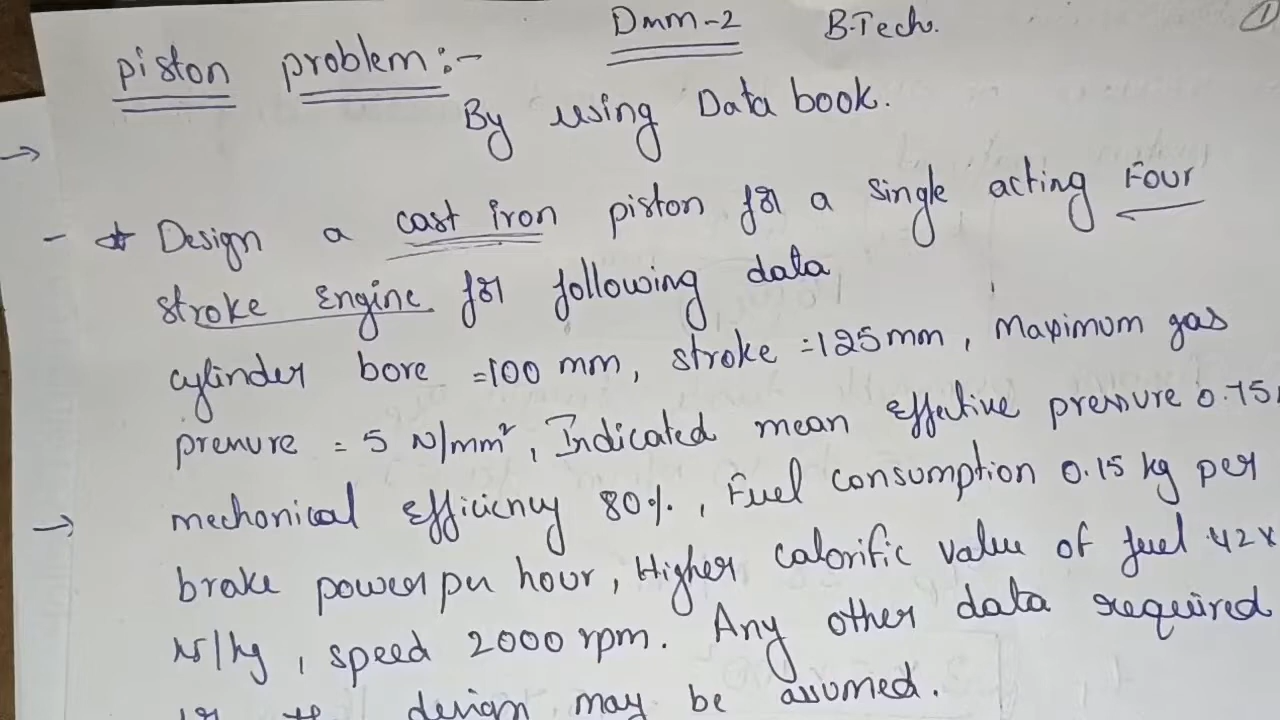 Dmm-2 B.Tech. 1
piston problem:-
By using Data book.
→
- * Design a cast iron piston for a single acting Four
stroke Engine for following data
cylinder bore =100 mm, stroke =125mm, Maximum gas
pressure = 5 N/mm², Indicated mean effective pressure 0.75
mechanical efficiency 80%, Fuel consumption 0.15 kg per
→
brake power per hour, Higher calorific value of fuel 42x
kJ/kg, speed 2000 rpm. Any other data required
design may be assumed.